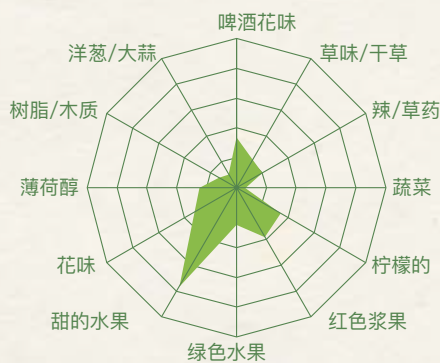 啤酒花味
洋葱/大蒜
草味/干草
树脂/木质
辣/草药
薄荷醇
蔬菜
花味
柠檬的
甜的水果
红色浆果
绿色水果